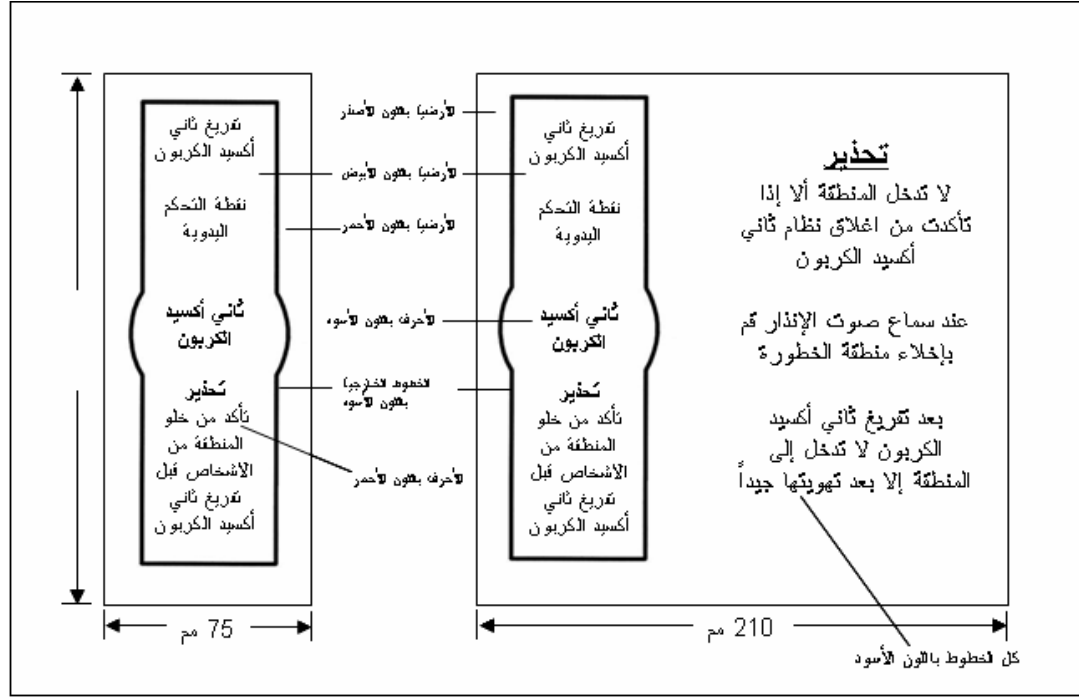 تحذير
لا تدخل المنطقة ألا إذا
تأكدت من اغلاق نظام ثاني
أكسيد الكربون
عند سماع صوت الإنذار قم
بإخلاء منطقة الخطورة
بعد تفريغ ثاني أكسيد
الكربون لا تدخل إلى
المنطقة إلا بعد تهويتها جيداً
كل الخطوط باللون الأسود
210 مم
تفريغ ثاني
أكسيد الكربون
نقطة التحكم
اليدوية
ثاني أكسيد
الكربون
تحذير
تأكد من خلو
المنطقة من
الأشخاص قبل
تفريغ ثاني
أكسيد الكربون
الأرضيا باللون الأصفر
الأرضيا باللون الأبيض
الأرضيا باللون الأحمر
الأحرف باللون الأسود
الخطوط الخارجيا
باللون الأسود
الأحرف باللون الأحمر
تفريغ ثاني
أكسيد الكربون
نقطة التحكم
اليدوية
ثاني أكسيد
الكربون
تحذير
تأكد من خلو
المنطقة من
الأشخاص قبل
تفريغ ثاني
أكسيد الكربون
75 مم